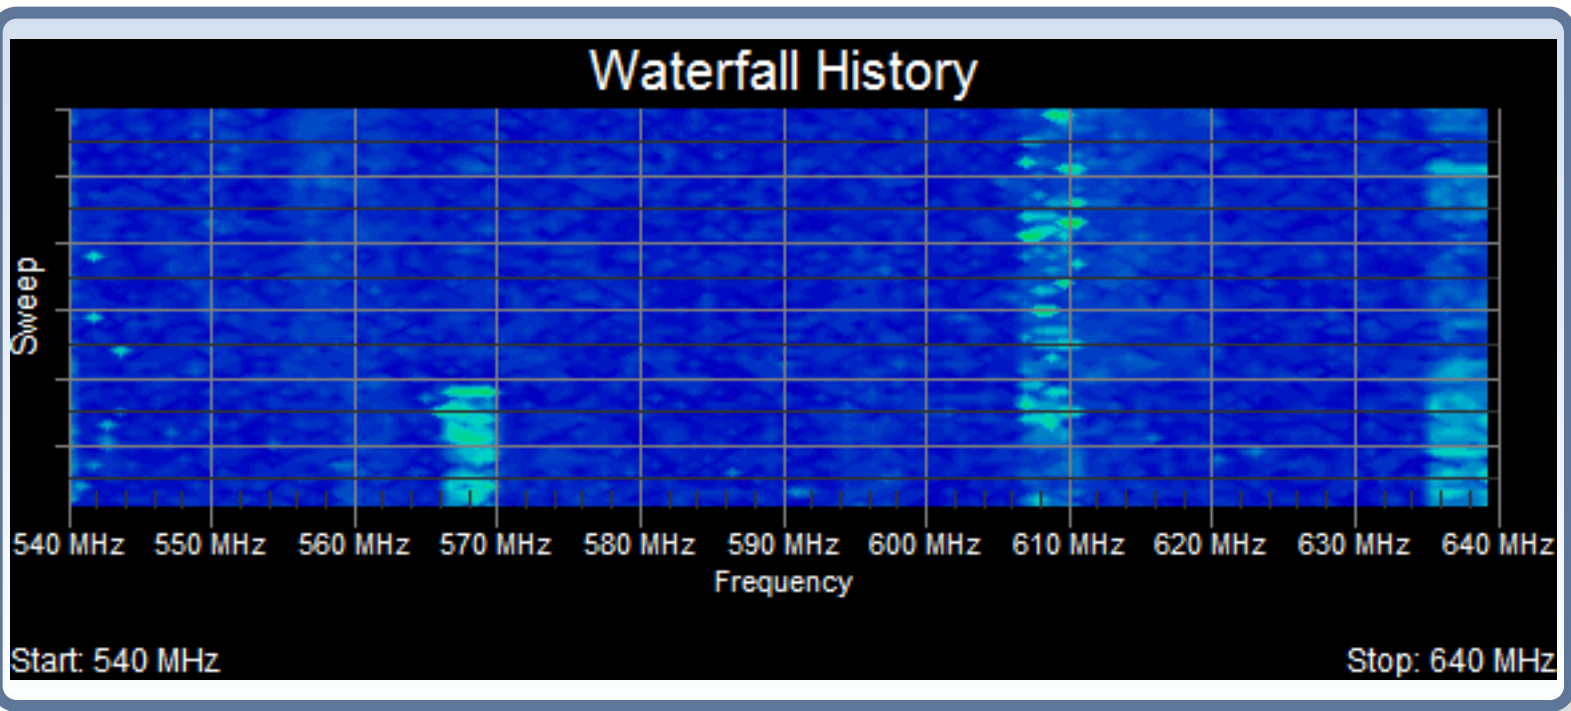 Waterfall History
Sweep
540 MHz 550 MHz 560 MHz 570 MHz 580 MHz 590 MHz 600 MHz 610 MHz 620 MHz 630 MHz 640 MHz
Frequency
Start: 540 MHz Stop: 640 MHz